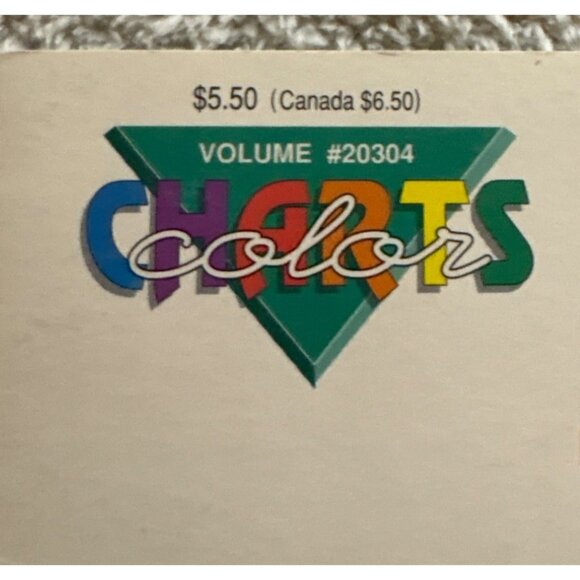 $5.50 (Canada $6.50)
VOLUME #20304
CHARTS
color